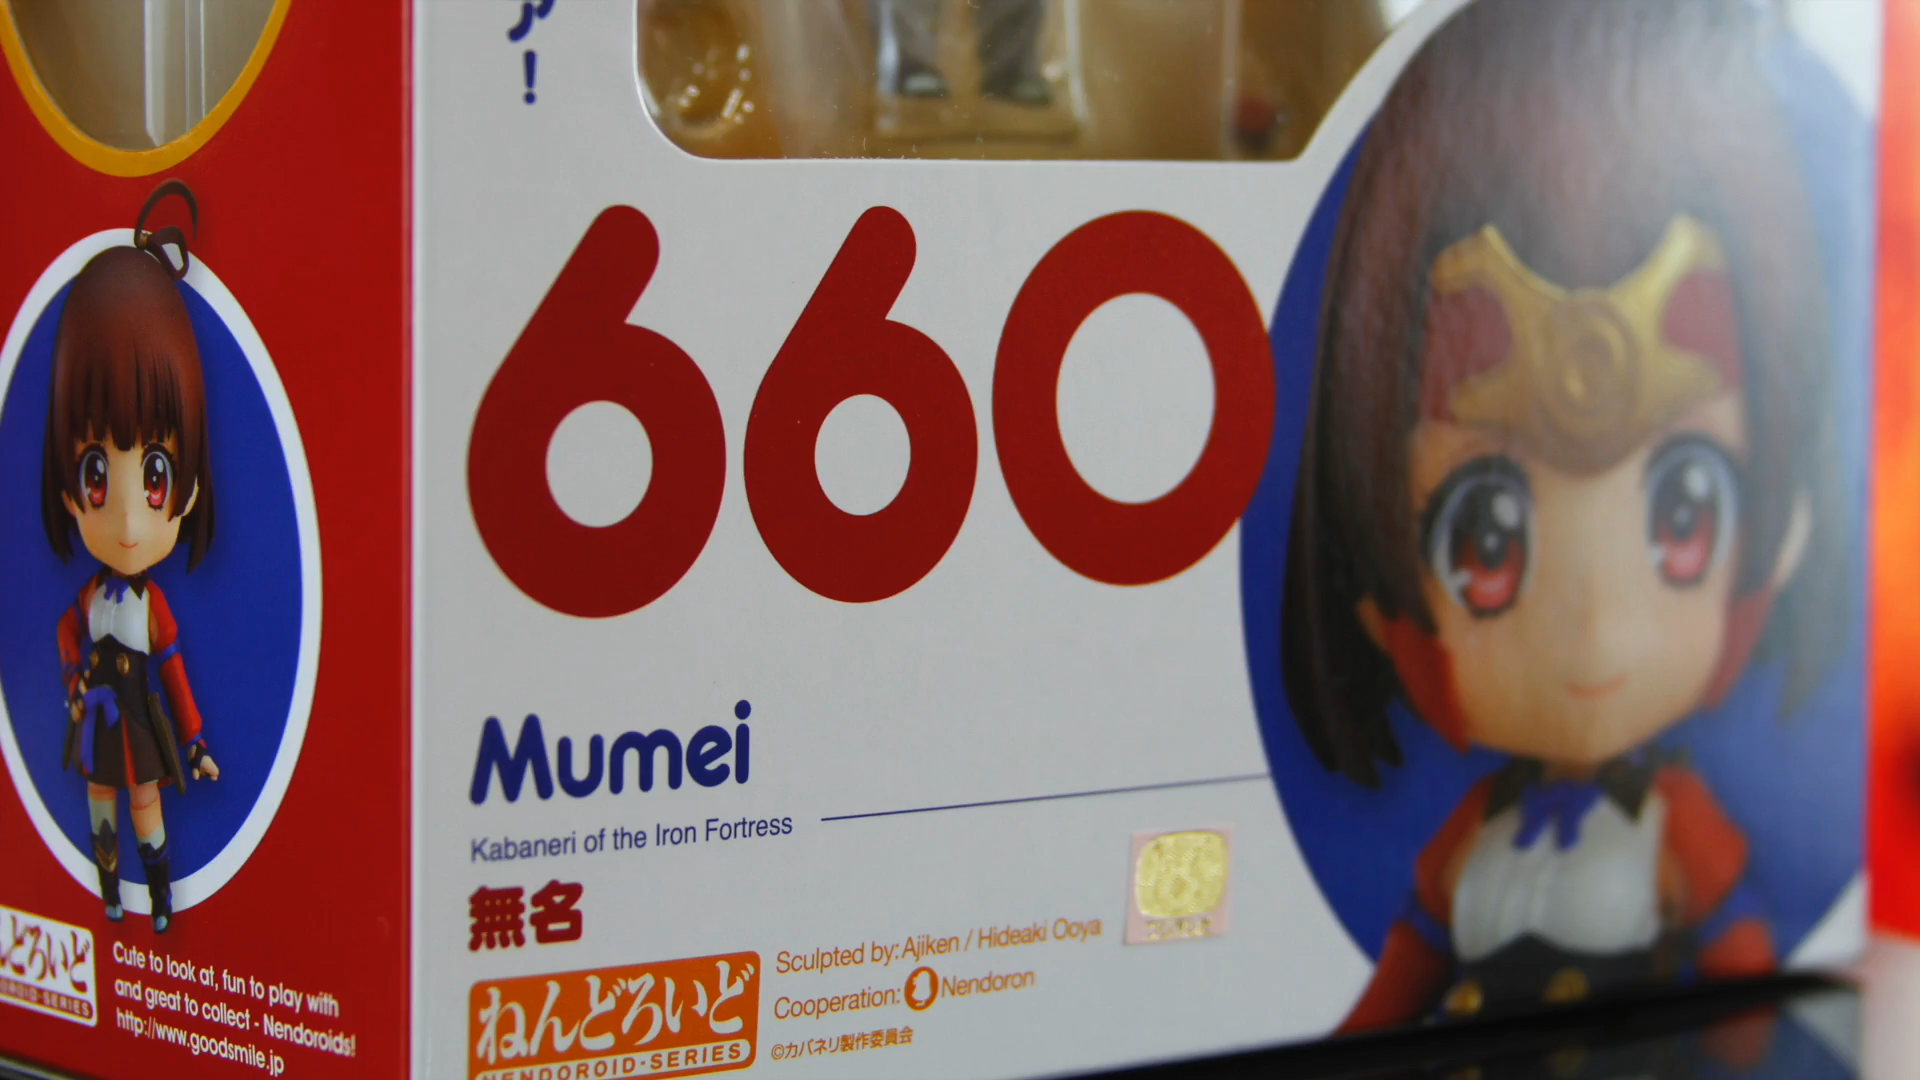 ア!
660
Mumei
Kabaneri of the Iron Fortress
無名
ねんどろいど
NENDOROID-SERIES
Sculpted by: Ajiken / Hideaki Ooya
Cooperation: Nendoron
©カバネリ製作委員会
んどろいど
OROID-SERIES
Cute to look at, fun to play with
and great to collect - Nendoroids!
http://www.goodsmile.jp